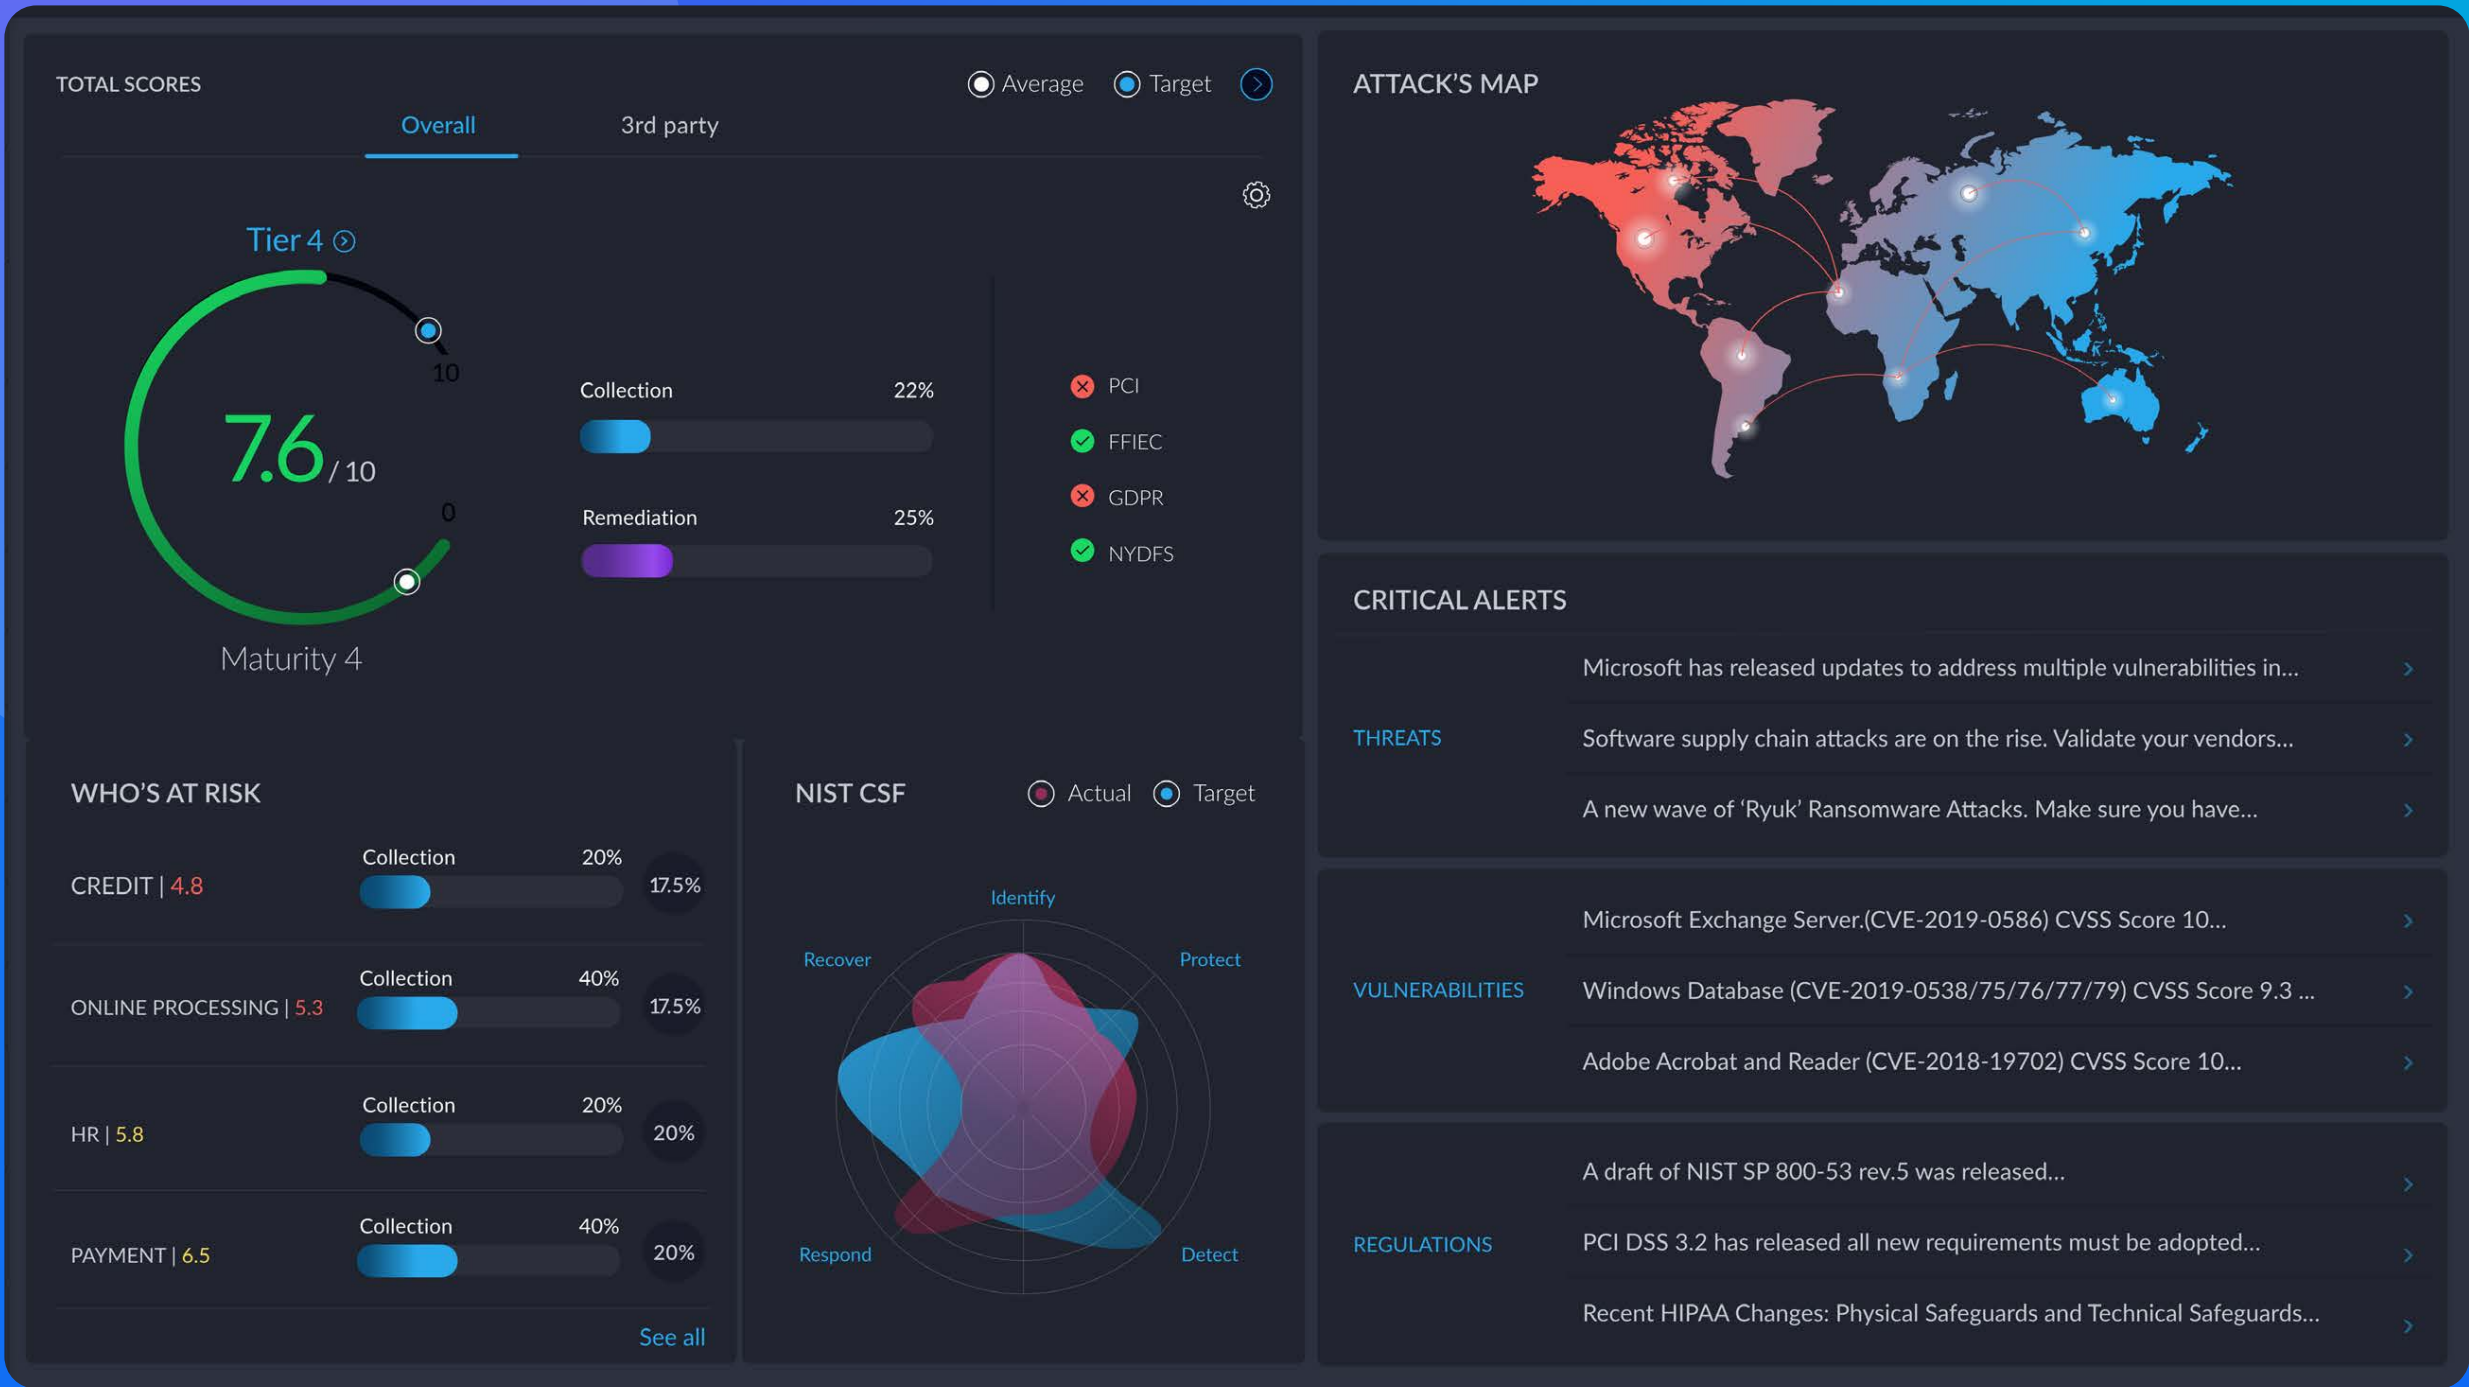 TOTAL SCORES
Average
Target
Overall
3rd party
Tier 4
10
7.6 / 10
0
Maturity 4
Collection 22%
Remediation 25%
PCI
FFIEC
GDPR
NYDFS
WHO'S AT RISK
CREDIT | 4.8
Collection 20%
17.5%
ONLINE PROCESSING | 5.3
Collection 40%
17.5%
HR | 5.8
Collection 20%
20%
PAYMENT | 6.5
Collection 40%
20%
See all
NIST CSF
Actual
Target
Identify
Recover
Protect
Respond
Detect
ATTACK'S MAP
CRITICAL ALERTS
THREATS
Microsoft has released updates to address multiple vulnerabilities in...
Software supply chain attacks are on the rise. Validate your vendors...
A new wave of ‘Ryuk’ Ransomware Attacks. Make sure you have...
VULNERABILITIES
Microsoft Exchange Server.(CVE-2019-0586) CVSS Score 10...
Windows Database (CVE-2019-0538/75/76/77/79) CVSS Score 9.3 ...
Adobe Acrobat and Reader (CVE-2018-19702) CVSS Score 10...
REGULATIONS
A draft of NIST SP 800-53 rev.5 was released...
PCI DSS 3.2 has released all new requirements must be adopted...
Recent HIPAA Changes: Physical Safeguards and Technical Safeguards...